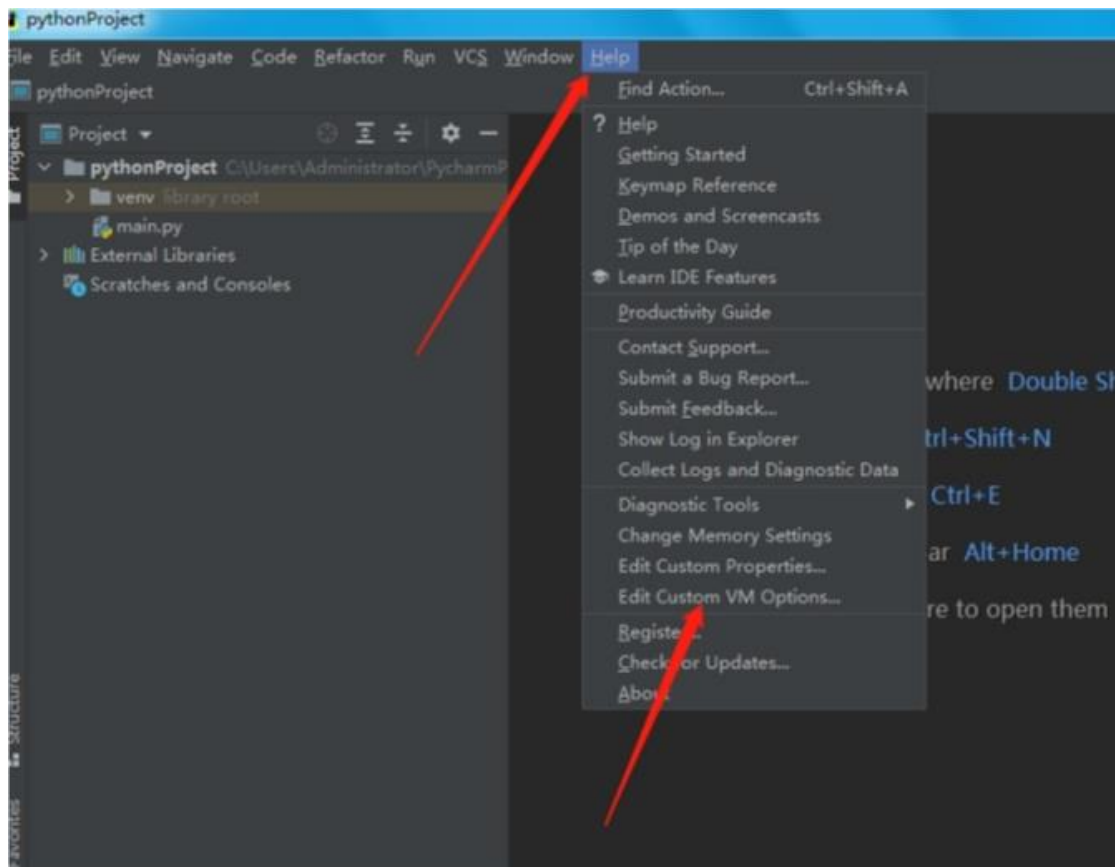 pythonProject
File Edit View Navigate Code Refactor Run VCS Window Help
pythonProject
Project
pythonProject C:\Users\Administrator\PycharmP
venv library root
main.py
External Libraries
Scratches and Consoles
Find Action... Ctrl+Shift+A
? Help
Getting Started
Keymap Reference
Demos and Screencasts
Tip of the Day
Learn IDE Features
Productivity Guide
Contact Support...
Submit a Bug Report...
Submit Feedback...
Show Log in Explorer
Collect Logs and Diagnostic Data
Diagnostic Tools
Change Memory Settings
Edit Custom Properties...
Edit Custom VM Options...
Register...
Check for Updates...
About
where Double Sh
trl+Shift+N
Ctrl+E
ar Alt+Home
re to open them
Project
Structure
Favorites